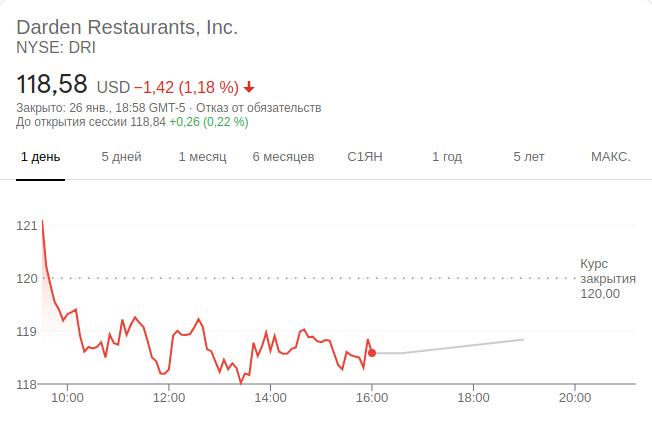 Darden Restaurants, Inc.
NYSE: DRI
118,58 USD −1,42 (1,18 %)
Закрыто: 26 янв., 18:58 GMT-5 · Отказ от обязательств
До открытия сессии 118,84 +0,26 (0,22 %)
1 день 5 дней 1 месяц 6 месяцев С1ЯН 1 год 5 лет МАКС.
121
120
119
118
Курс
закрытия
120,00
10:00 12:00 14:00 16:00 18:00 20:00